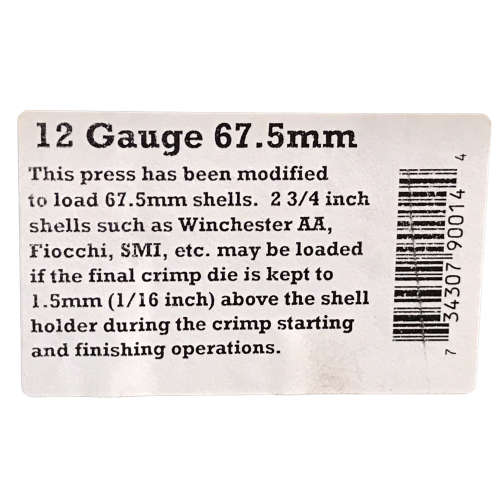 12 Gauge 67.5mm
This press has been modified
to load 67.5mm shells. 2 3/4 inch
shells such as Winchester AA,
Fiocchi, SMI, etc. may be loaded
if the final crimp die is kept to
1.5mm (1/16 inch) above the shell
holder during the crimp starting
and finishing operations.
7 34307 90014 4